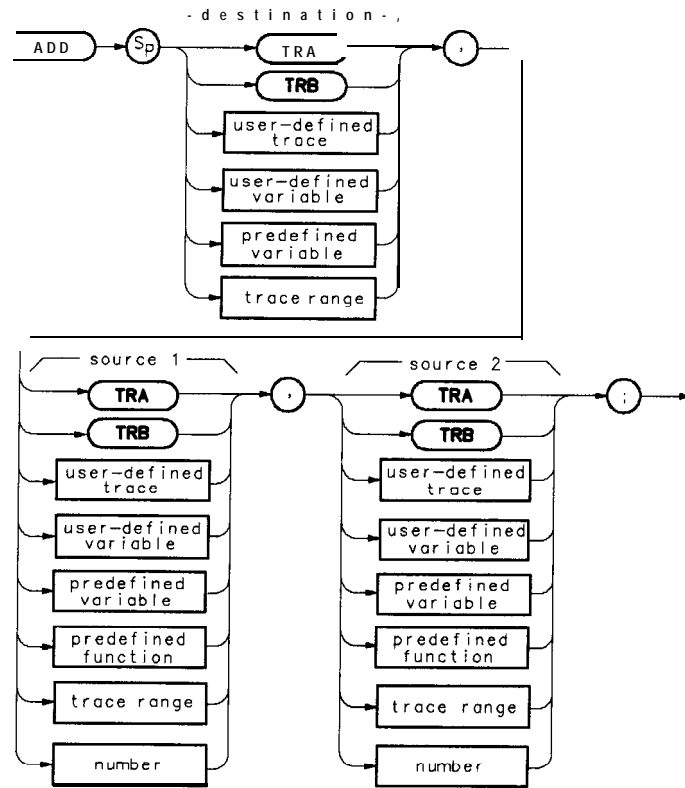 -destination-,
ADD Sp TRA ,
TRB
user-defined
trace
user-defined
variable
predefined
variable
trace range
source 1
TRA ,
TRB
user-defined
trace
user-defined
variable
predefined
variable
predefined
function
trace range
number
source 2
TRA ;
TRB
user-defined
trace
user-defined
variable
predefined
variable
predefined
function
trace range
number